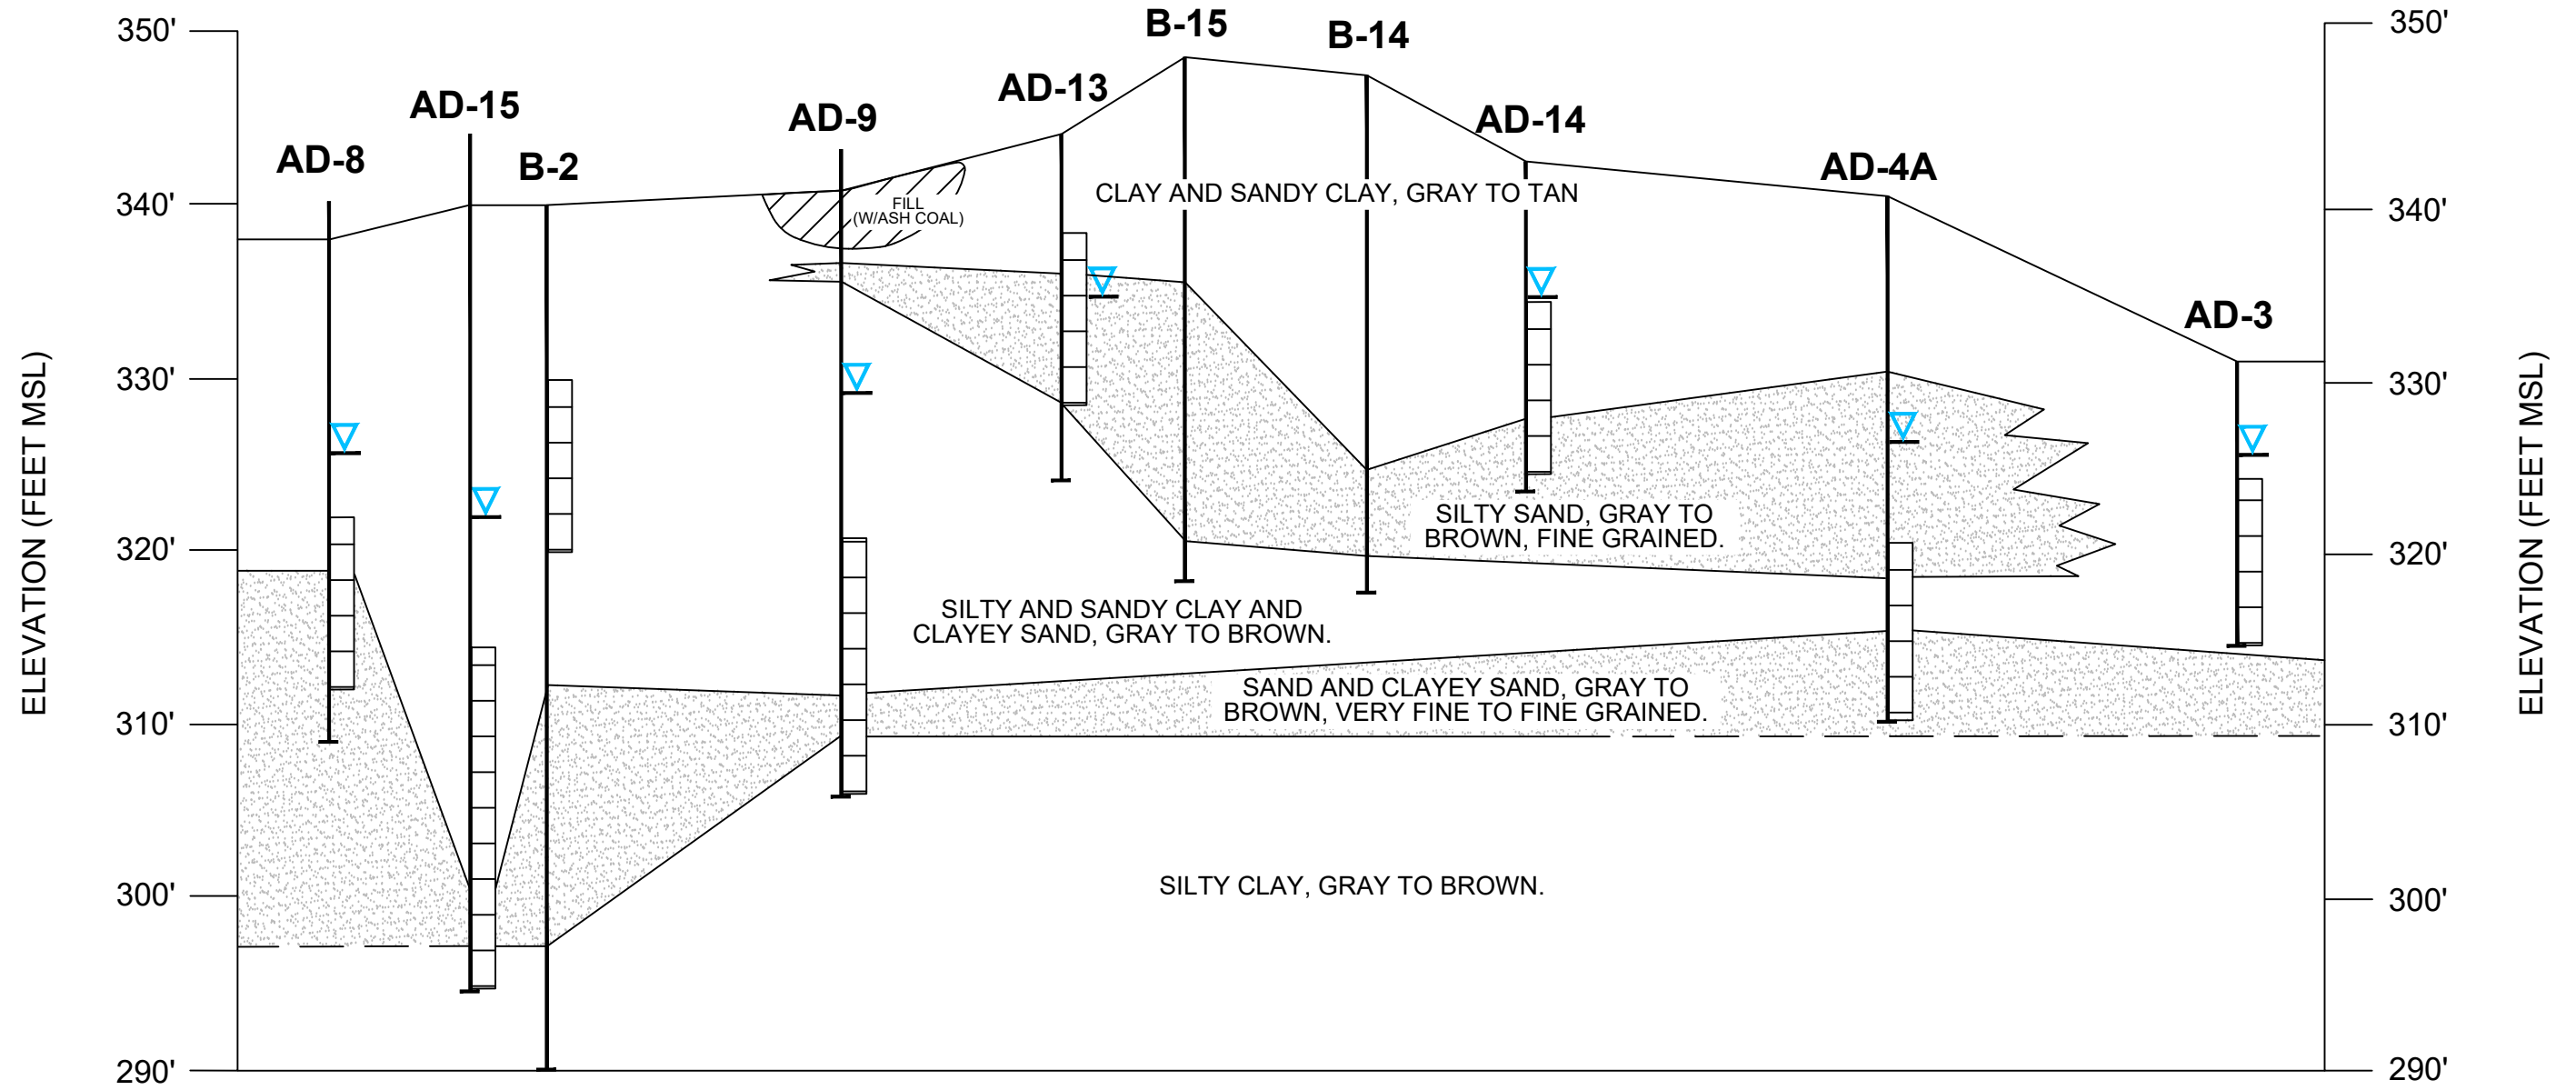 B-15
B-14
350'
350'
AD-13
AD-15
AD-9
AD-14
AD-8
B-2
AD-4A
CLAY AND SANDY CLAY, GRAY TO TAN
340'
340'
FILL
(W/ASH COAL)
AD-3
330'
330'
ELEVATION (FEET MSL)
ELEVATION (FEET MSL)
SILTY SAND, GRAY TO
BROWN, FINE GRAINED.
320'
320'
SILTY AND SANDY CLAY AND
CLAYEY SAND, GRAY TO BROWN.
SAND AND CLAYEY SAND, GRAY TO
BROWN, VERY FINE TO FINE GRAINED.
310'
310'
SILTY CLAY, GRAY TO BROWN.
300'
300'
290'
290'